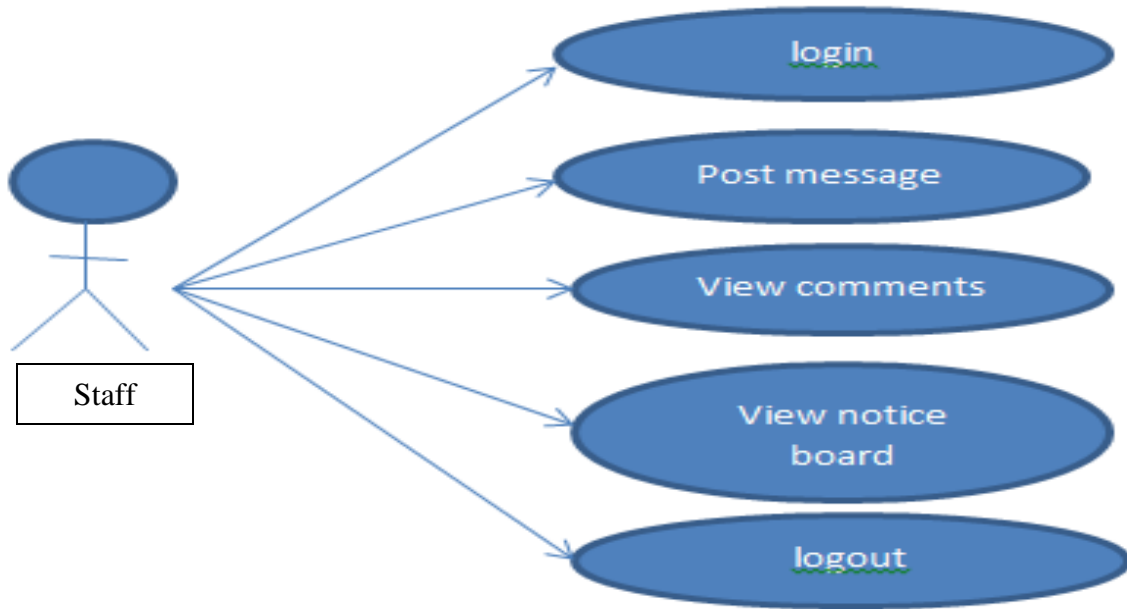 login
Post message
View comments
Staff
View notice
board
logout